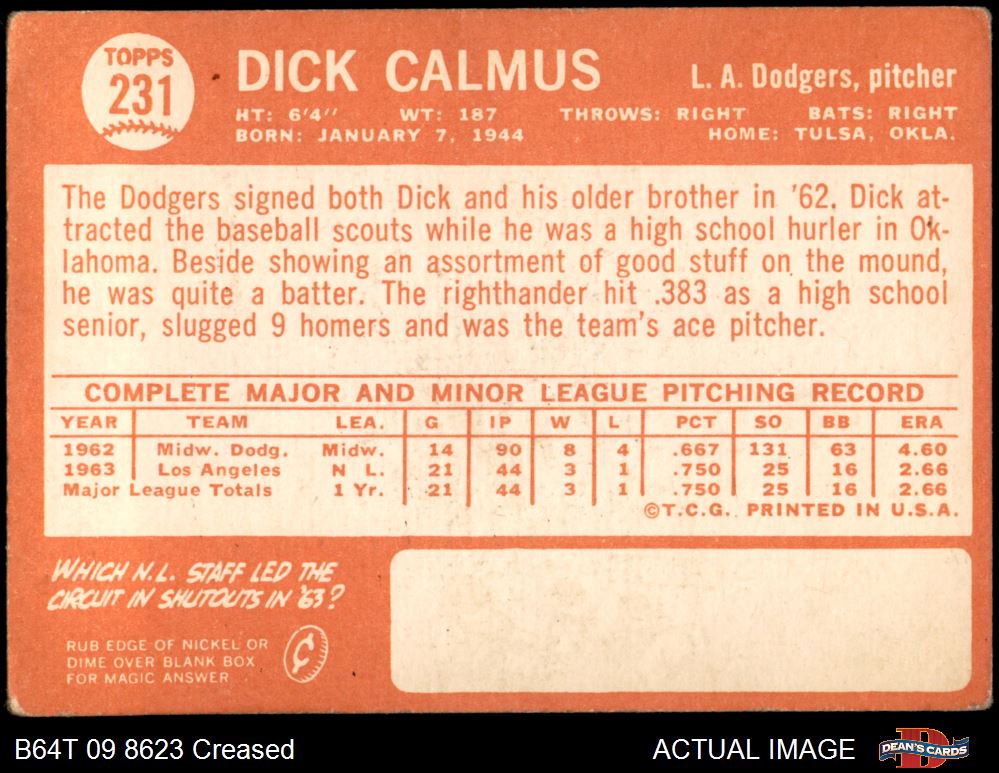 TOPPS
231
DICK CALMUS
L. A. Dodgers, pitcher
HT: 6'4" WT: 187 THROWS: RIGHT BATS: RIGHT
BORN: JANUARY 7, 1944 HOME: TULSA, OKLA.
The Dodgers signed both Dick and his older brother in '62. Dick at-
tracted the baseball scouts while he was a high school hurler in Ok-
lahoma. Beside showing an assortment of good stuff on the mound,
he was quite a batter. The righthander hit .383 as a high school
senior, slugged 9 homers and was the team's ace pitcher.
COMPLETE MAJOR AND MINOR LEAGUE PITCHING RECORD
YEAR TEAM LEA. G IP W L PCT SO BB ERA
1962 Midw. Dodg. Midw. 14 90 8 4 .667 131 63 4.60
1963 Los Angeles N L. 21 44 3 1 .750 25 16 2.66
Major League Totals 1 Yr. 21 44 3 1 .750 25 16 2.66
©T.C.G. PRINTED IN U.S.A.
WHICH N.L. STAFF LED THE
CIRCUIT IN SHUTOUTS IN '63?
RUB EDGE OF NICKEL OR
DIME OVER BLANK BOX
FOR MAGIC ANSWER
¢
B64T 09 8623 Creased
ACTUAL IMAGE
DEAN'S CARDS